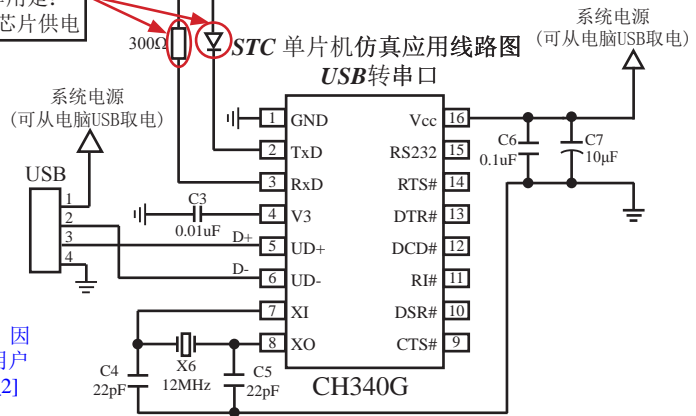 芯片供电
300Ω
STC 单片机仿真应用线路图
USB转串口
系统电源
(可从电脑USB取电)
系统电源
(可从电脑USB取电)
USB
1
2
3
4
C3
0.01uF
D+
D-
1 GND
2 TxD
3 RxD
4 V3
5 UD+
6 UD-
7 XI
8 XO
Vcc 16
RS232 15
RTS# 14
DTR# 13
DCD# 12
RI# 11
DSR# 10
CTS# 9
C6
0.1uF
C7
10μF
C4
22pF
X6
12MHz
C5
22pF
CH340G
因
用户
2]